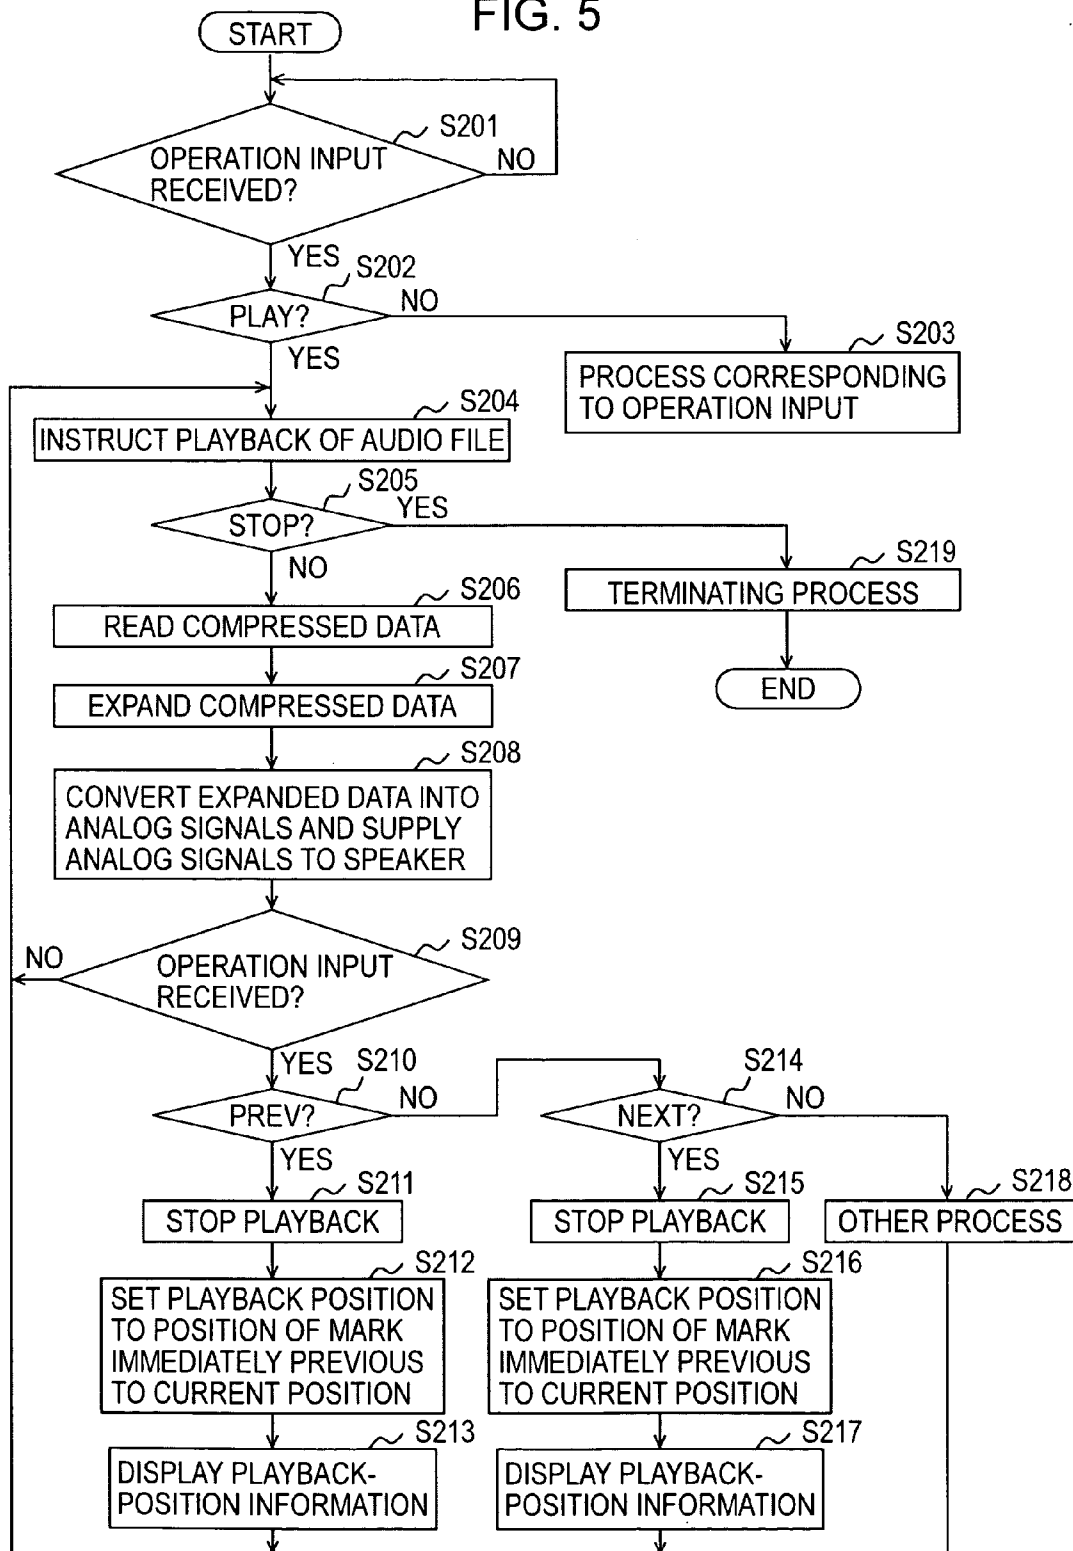 FIG. 5
START
S201
OPERATION INPUT
RECEIVED?
NO
YES
S202
PLAY?
NO
YES
S203
PROCESS CORRESPONDING
TO OPERATION INPUT
S204
INSTRUCT PLAYBACK OF AUDIO FILE
S205
STOP?
YES
NO
S219
TERMINATING PROCESS
END
S206
READ COMPRESSED DATA
S207
EXPAND COMPRESSED DATA
S208
CONVERT EXPANDED DATA INTO
ANALOG SIGNALS AND SUPPLY
ANALOG SIGNALS TO SPEAKER
S209
OPERATION INPUT
RECEIVED?
NO
YES
S210
PREV?
NO
YES
S214
NEXT?
NO
YES
S211
STOP PLAYBACK
S215
STOP PLAYBACK
S218
OTHER PROCESS
S212
SET PLAYBACK POSITION
TO POSITION OF MARK
IMMEDIATELY PREVIOUS
TO CURRENT POSITION
S216
SET PLAYBACK POSITION
TO POSITION OF MARK
IMMEDIATELY PREVIOUS
TO CURRENT POSITION
S213
DISPLAY PLAYBACK-
POSITION INFORMATION
S217
DISPLAY PLAYBACK-
POSITION INFORMATION